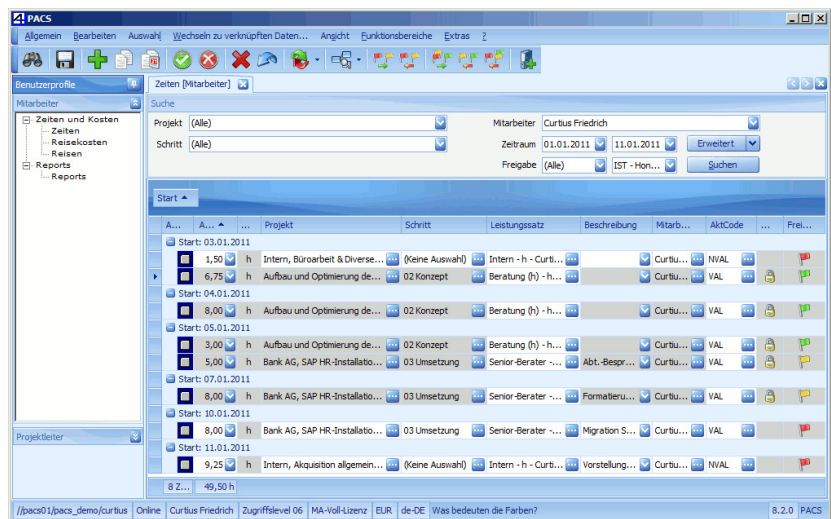 PACS
Allgemein Bearbeiten Auswahl Wechseln zu verknüpften Daten... Ansicht Funktionsbereiche Extras ?
Benutzerprofile
Zeiten [Mitarbeiter]
Mitarbeiter
Suche
Zeiten und Kosten
Zeiten
Reisekosten
Reisen
Reports
Reports
Projekt (Alle) Mitarbeiter Curtius Friedrich
Schritt (Alle) Zeitraum 01.01.2011 11.01.2011 Erweitert
Freigabe (Alle) IST - Hon... Suchen
Start
A... A... ... Projekt Schritt Leistungssatz Beschreibung Mitarb... AktCode ... Frei...
Start: 03.01.2011
1,50 h Intern, Büroarbeit & Diverse... (Keine Auswahl) Intern - h - Curti... Curtiu... NVAL
6,75 h Aufbau und Optimierung de... 02 Konzept Beratung (h) - h... Curtiu... VAL
Start: 04.01.2011
8,00 h Aufbau und Optimierung de... 02 Konzept Beratung (h) - h... Curtiu... VAL
Start: 05.01.2011
3,00 h Aufbau und Optimierung de... 02 Konzept Beratung (h) - h... Curtiu... VAL
5,00 h Bank AG, SAP HR-Installatio... 03 Umsetzung Senior-Berater -... Abt.-Bespr... Curtiu... VAL
Start: 07.01.2011
8,00 h Bank AG, SAP HR-Installatio... 03 Umsetzung Senior-Berater -... Formatieru... Curtiu... VAL
Start: 10.01.2011
8,00 h Bank AG, SAP HR-Installatio... 03 Umsetzung Senior-Berater -... Migration S... Curtiu... VAL
Start: 11.01.2011
9,25 h Intern, Akquisition allgemein... (Keine Auswahl) Intern - h - Curti... Vorstellung... Curtiu... NVAL
Projektleiter
8 Z... 49,50 h
//pacs01/pacs_demo/curtius Online Curtius Friedrich Zugriffslevel 06 MA-Voll-Lizenz EUR de-DE Was bedeuten die Farben? 8.2.0 PACS